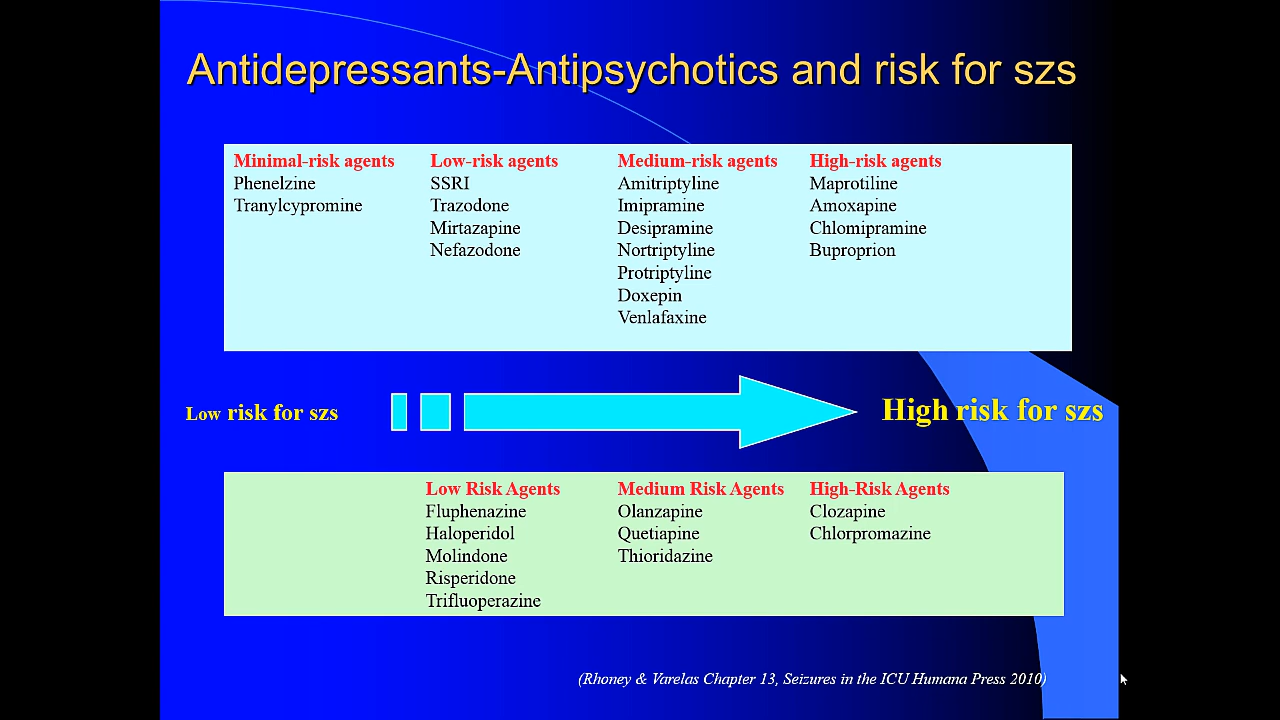 Antidepressants-Antipsychotics and risk for szs
Minimal-risk agents
Phenelzine
Tranylcypromine
Low-risk agents
SSRI
Trazodone
Mirtazapine
Nefazodone
Medium-risk agents
Amitriptyline
Imipramine
Desipramine
Nortriptyline
Protriptyline
Doxepin
Venlafaxine
High-risk agents
Maprotiline
Amoxapine
Chlomipramine
Buproprion
Low risk for szs
High risk for szs
Low Risk Agents
Fluphenazine
Haloperidol
Molindone
Risperidone
Trifluoperazine
Medium Risk Agents
Olanzapine
Quetiapine
Thioridazine
High-Risk Agents
Clozapine
Chlorpromazine
(Rhoney & Varelas Chapter 13, Seizures in the ICU Humana Press 2010)